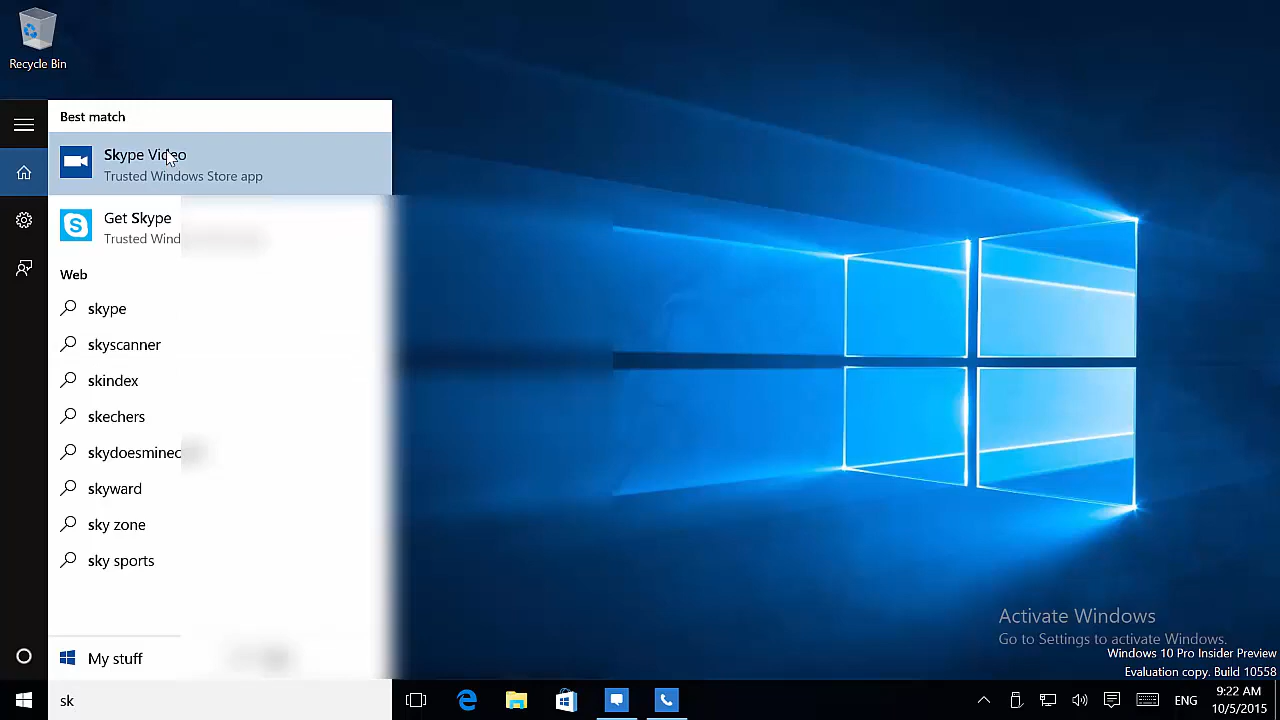 Recycle Bin
Best match
Skype Video
Trusted Windows Store app
Get Skype
Trusted Wind
Web
skype
skyscanner
skindex
skechers
skydoesminec
skyward
sky zone
sky sports
My stuff
sk
Activate Windows
Go to Settings to activate Windows.
Windows 10 Pro Insider Preview
Evaluation copy. Build 10558
ENG
9:22 AM
10/5/2015